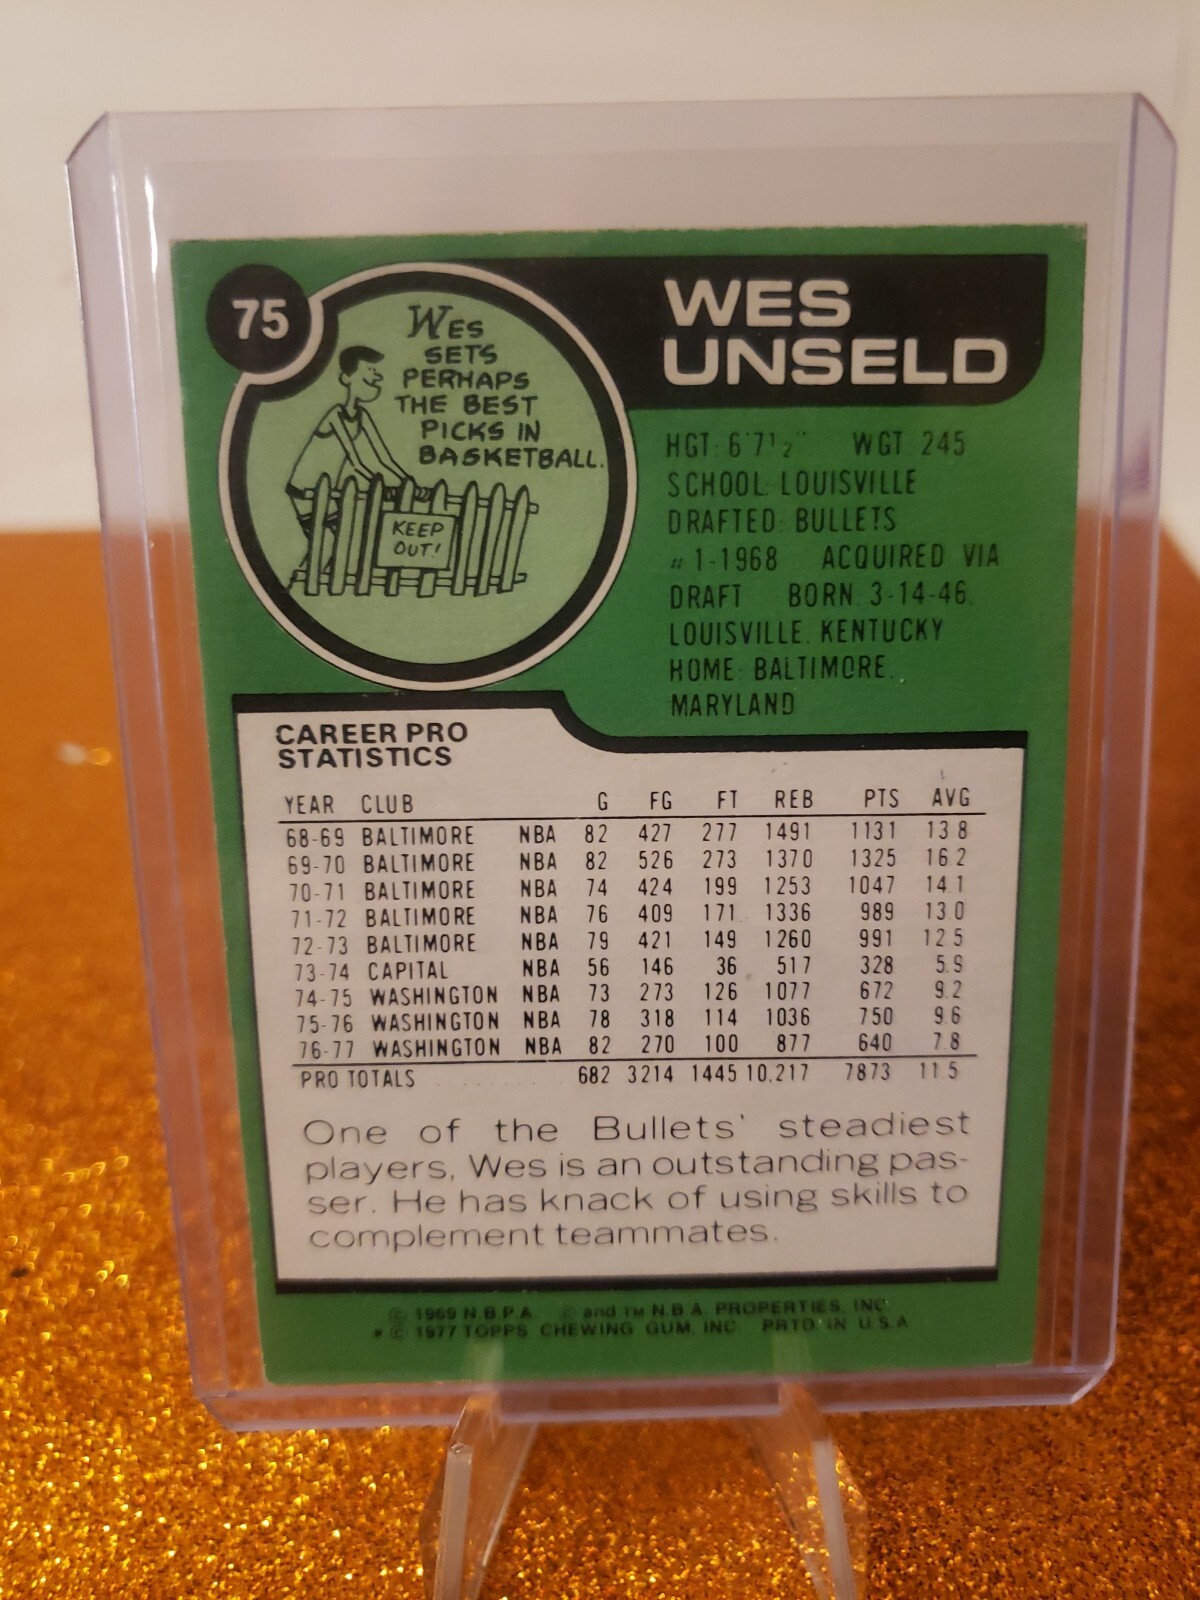 75
WES
SETS
PERHAPS
THE BEST
PICKS IN
BASKETBALL.
KEEP
OUT!
WES
UNSELD
HGT: 6'7½" WGT. 245
SCHOOL: LOUISVILLE
DRAFTED: BULLETS
#1-1968 ACQUIRED VIA
DRAFT BORN. 3-14-46.
LOUISVILLE, KENTUCKY
HOME: BALTIMORE,
MARYLAND
CAREER PRO
STATISTICS
YEAR CLUB G FG FT REB PTS AVG
68-69 BALTIMORE NBA 82 427 277 1491 1131 13.8
69-70 BALTIMORE NBA 82 526 273 1370 1325 16.2
70-71 BALTIMORE NBA 74 424 199 1253 1047 14.1
71-72 BALTIMORE NBA 76 409 171 1336 989 13.0
72-73 BALTIMORE NBA 79 421 149 1260 991 12.5
73-74 CAPITAL NBA 56 146 36 517 328 5.9
74-75 WASHINGTON NBA 73 273 126 1077 672 9.2
75-76 WASHINGTON NBA 78 318 114 1036 750 9.6
76-77 WASHINGTON NBA 82 270 100 877 640 7.8
PRO TOTALS . . . . . . . . . 682 3214 1445 10,217 7873 11.5
One of the Bullets' steadiest
players, Wes is an outstanding pas-
ser. He has knack of using skills to
complement teammates.
© 1969 N.B.P.A. © and TM N.B.A. PROPERTIES, INC.
* © 1977 TOPPS CHEWING GUM, INC. PRTD. IN U.S.A